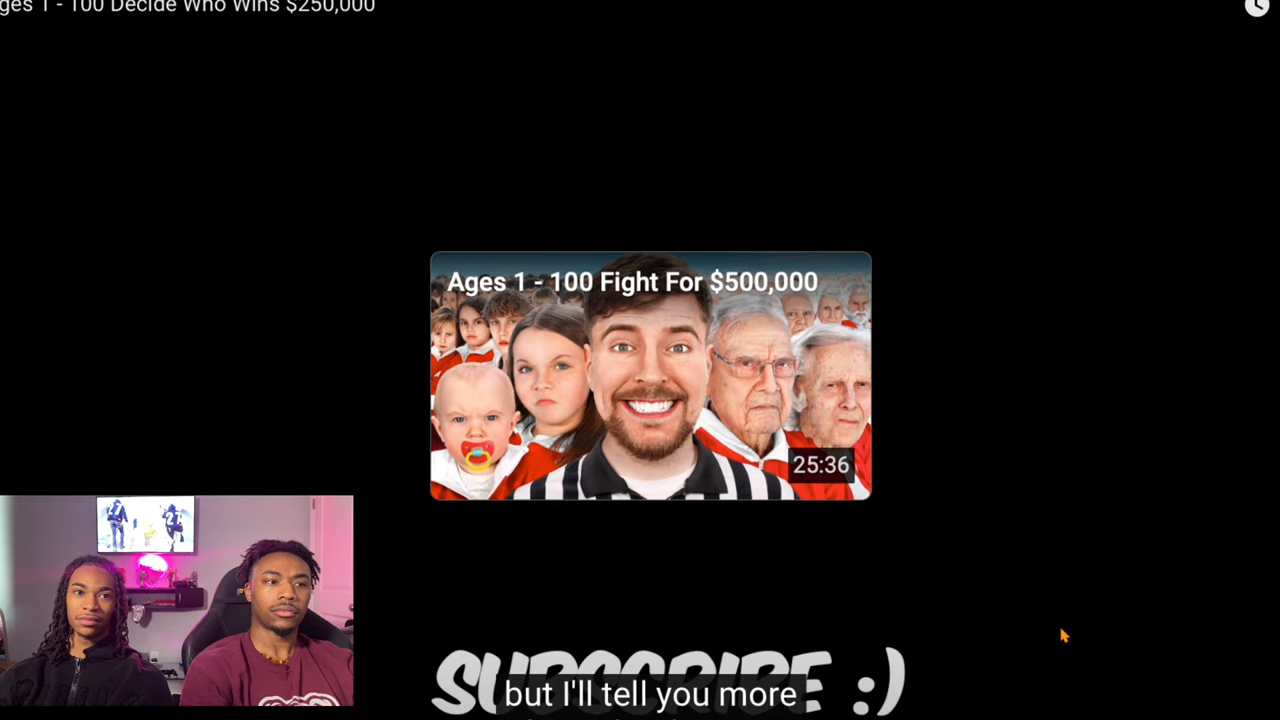 ges 1 - 100 Decide Who Wins $250,000
Ages 1 - 100 Fight For $500,000
25:36
SUBSCRIBE :)
but I'll tell you more